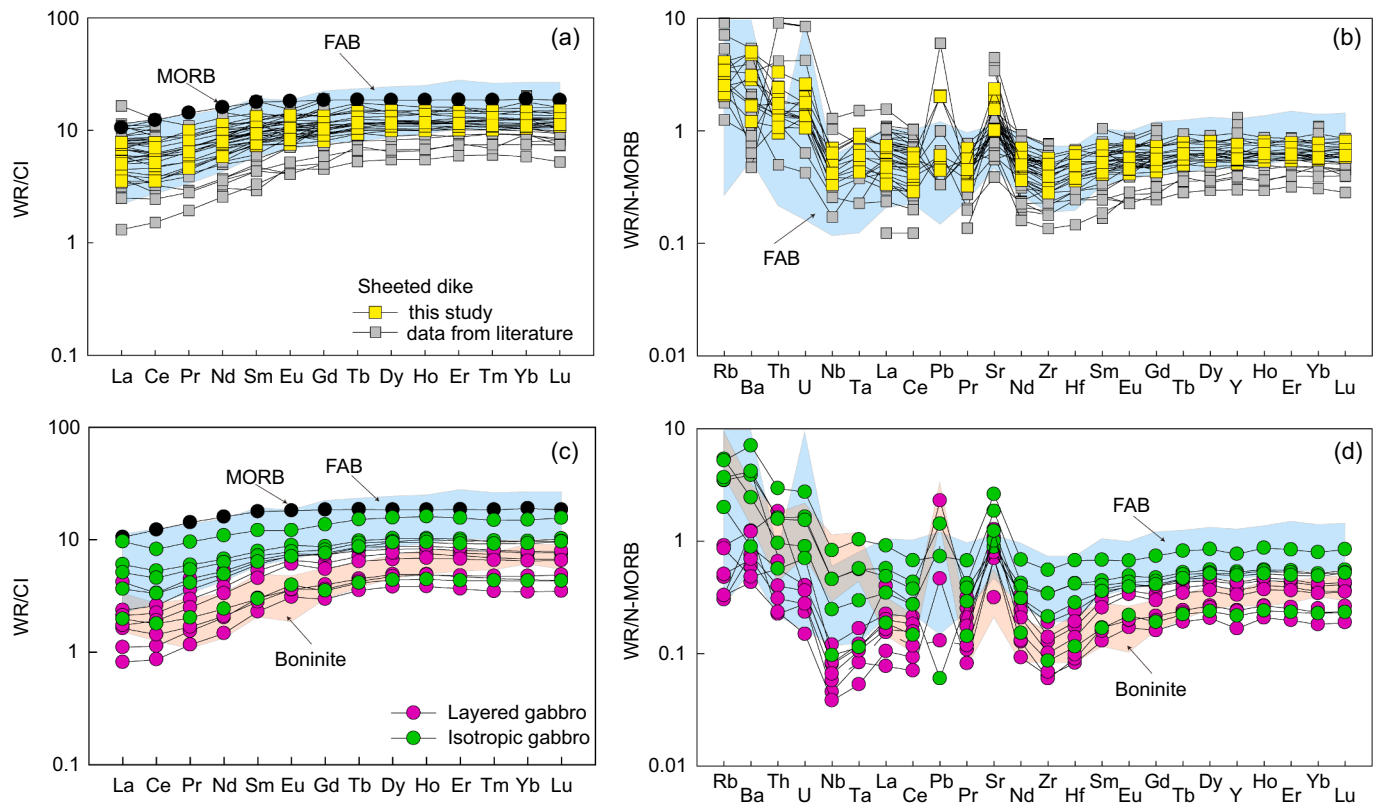 (a)
WR/CI
100
10
1
0.1
FAB
MORB
Sheeted dike
this study
data from literature
La Ce Pr Nd Sm Eu Gd Tb Dy Ho Er Tm Yb Lu
(b)
WR/N-MORB
10
1
0.1
0.01
FAB
Rb Ba Th U Nb Ta La Ce Pb Pr Sr Nd Zr Hf Sm Eu Gd Tb Dy Y Ho Er Yb Lu
(c)
WR/CI
100
10
1
0.1
MORB
FAB
Boninite
Layered gabbro
Isotropic gabbro
La Ce Pr Nd Sm Eu Gd Tb Dy Ho Er Tm Yb Lu
(d)
WR/N-MORB
10
1
0.1
0.01
FAB
Boninite
Rb Ba Th U Nb Ta La Ce Pb Pr Sr Nd Zr Hf Sm Eu Gd Tb Dy Y Ho Er Yb Lu